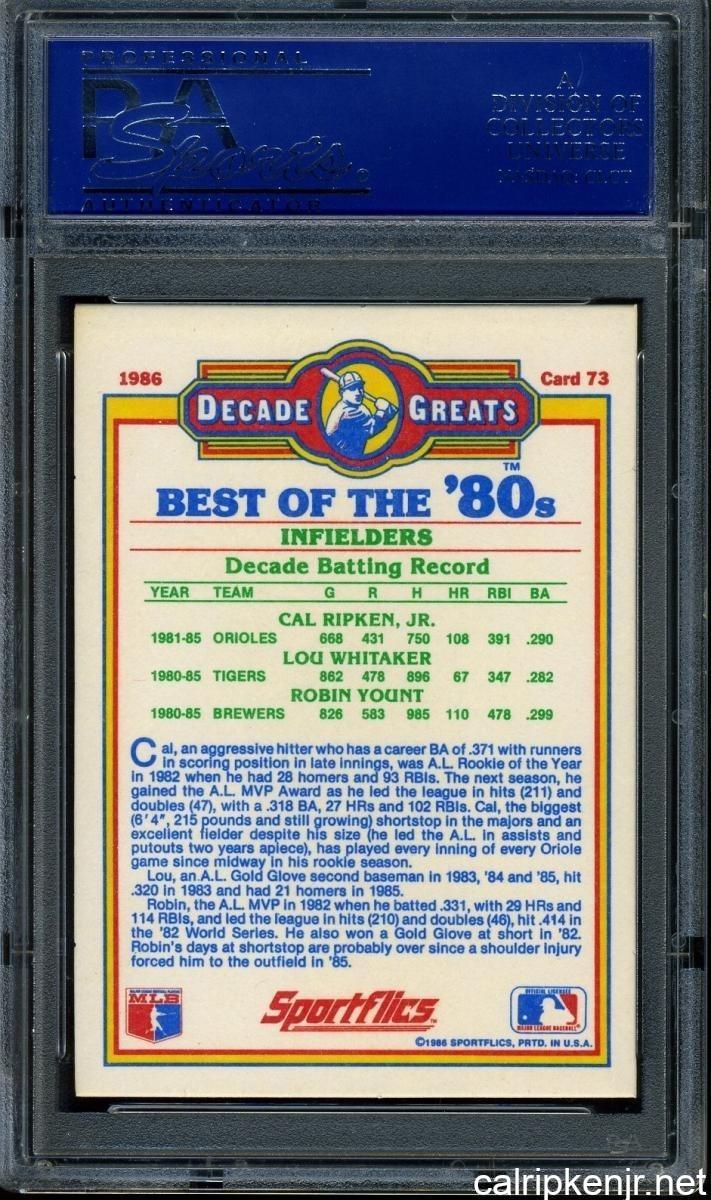 PROFESSIONAL
PSA
Sports
AUTHENTICATOR
A
DIVISION OF
COLLECTORS
UNIVERSE
NASDAQ: CLCT
1986
Card 73
DECADE GREATS
TM
BEST OF THE '80s
INFIELDERS
Decade Batting Record
YEAR TEAM G R H HR RBI BA
CAL RIPKEN, JR.
1981-85 ORIOLES 668 431 750 108 391 .290
LOU WHITAKER
1980-85 TIGERS 862 478 896 67 347 .282
ROBIN YOUNT
1980-85 BREWERS 826 583 985 110 478 .299
Cal, an aggressive hitter who has a career BA of .371 with runners
in scoring position in late innings, was A.L. Rookie of the Year
in 1982 when he had 28 homers and 93 RBIs. The next season, he
gained the A.L. MVP Award as he led the league in hits (211) and
doubles (47), with a .318 BA, 27 HRs and 102 RBIs. Cal, the biggest
(6'4", 215 pounds and still growing) shortstop in the majors and an
excellent fielder despite his size (he led the A.L. in assists and
putouts two years apiece), has played every inning of every Oriole
game since midway in his rookie season.
Lou, an A.L. Gold Glove second baseman in 1983, '84 and '85, hit
.320 in 1983 and had 21 homers in 1985.
Robin, the A.L. MVP in 1982 when he batted .331, with 29 HRs and
114 RBIs, and led the league in hits (210) and doubles (46), hit .414 in
the '82 World Series. He also won a Gold Glove at short in '82.
Robin's days at shortstop are probably over since a shoulder injury
forced him to the outfield in '85.
MLB
Sportflics
OFFICIAL LICENSEE
MAJOR LEAGUE BASEBALL
©1986 SPORTFLICS, PRTD. IN U.S.A.
PSA
calripkenjr.net